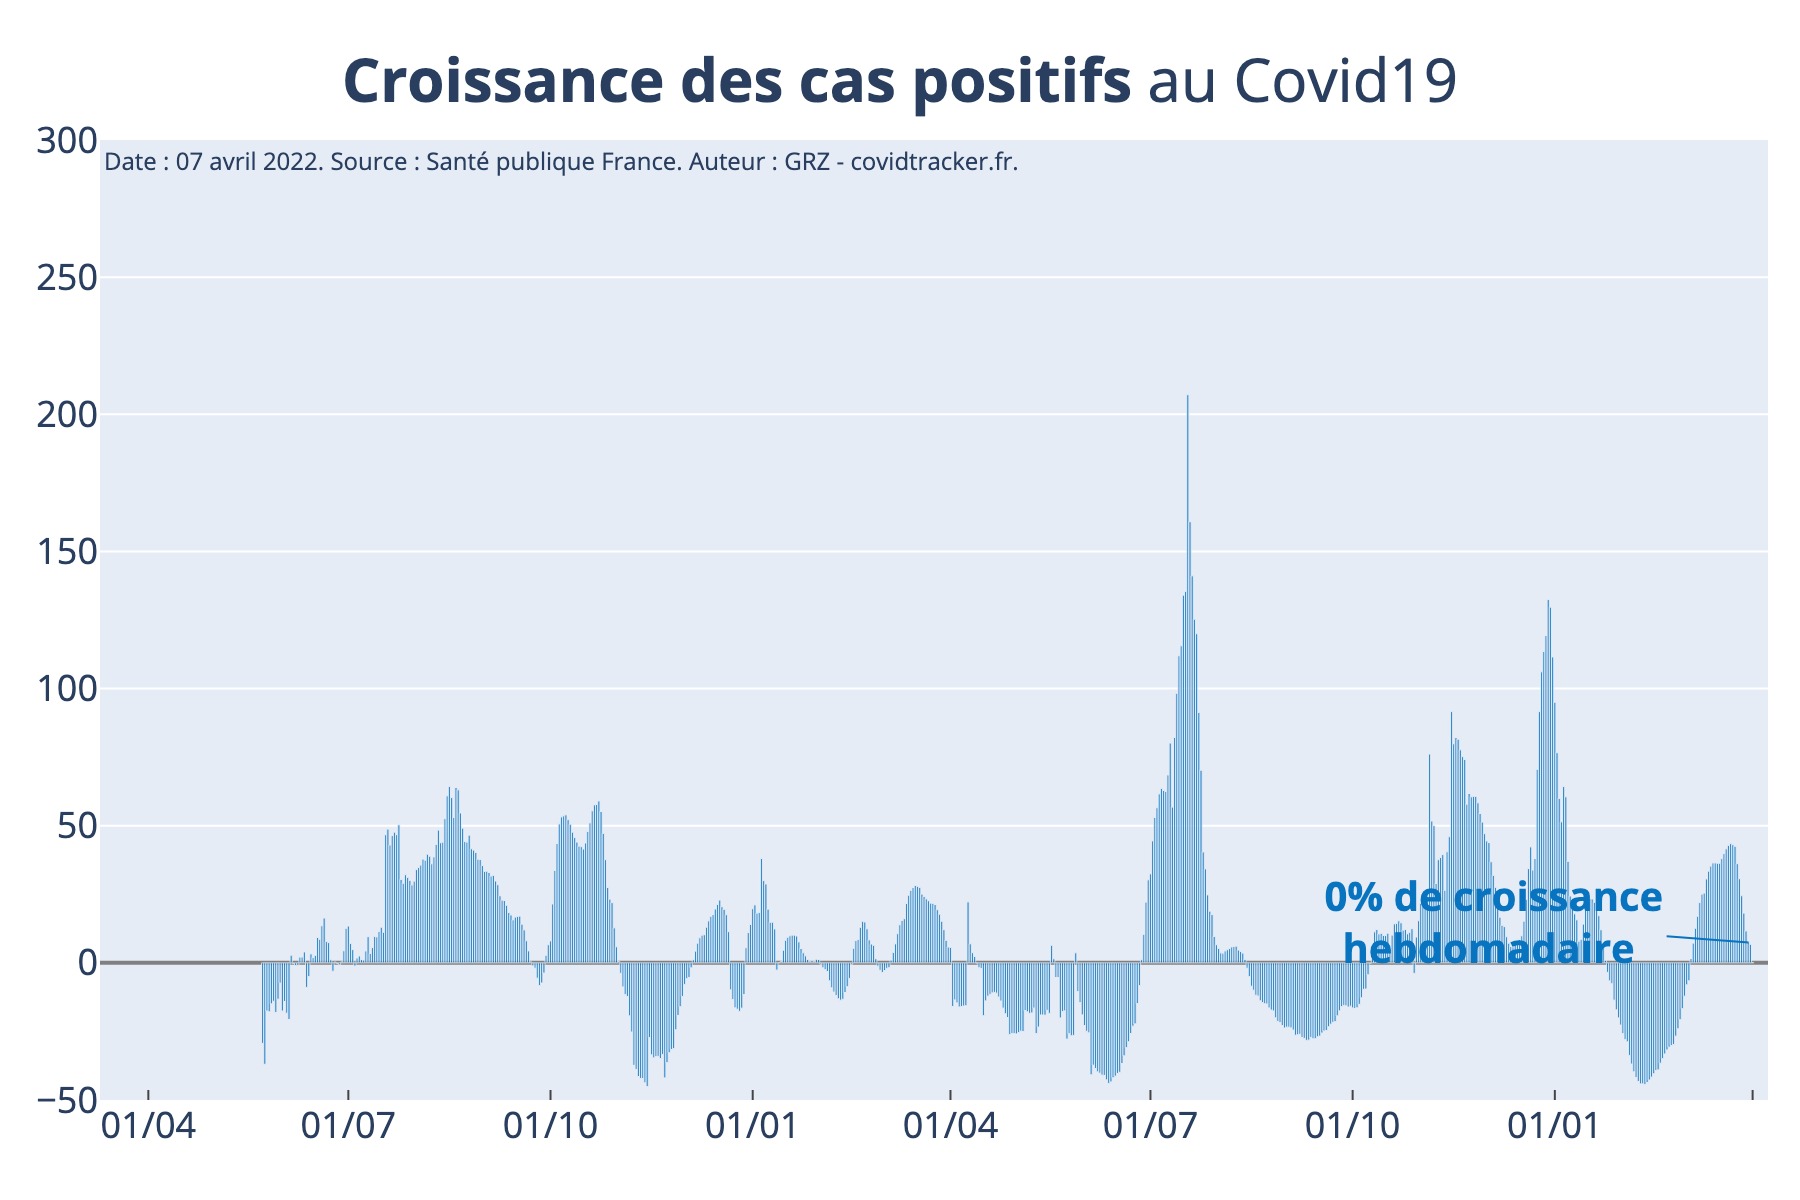 Croissance des cas positifs au Covid19
300
Date : 07 avril 2022. Source : Santé publique France. Auteur : GRZ - covidtracker.fr.
250
200
150
100
50
0% de croissance
hebdomadaire
0
−50
01/04 01/07 01/10 01/01 01/04 01/07 01/10 01/01